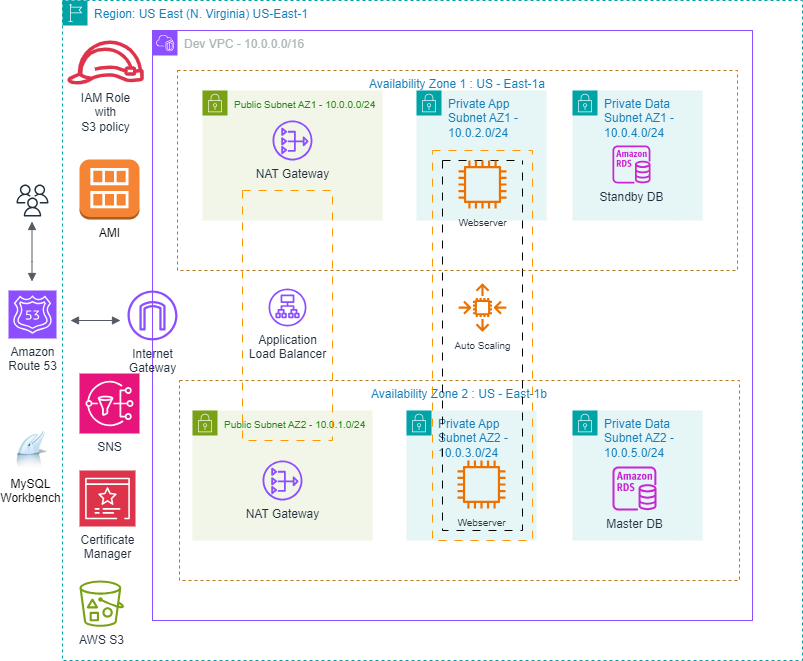 Region: US East (N. Virginia) US-East-1
Dev VPC - 10.0.0.0/16
IAM Role
with
S3 policy
AMI
Amazon
Route 53
53
Internet
Gateway
SNS
MySQL
Workbench
Certificate
Manager
AWS S3
Availability Zone 1 : US - East-1a
Public Subnet AZ1 - 10.0.0.0/24
NAT Gateway
Private App
Subnet AZ1 -
10.0.2.0/24
Webserver
Private Data
Subnet AZ1 -
10.0.4.0/24
Amazon
RDS
Standby DB
Application
Load Balancer
Auto Scaling
Availability Zone 2 : US - East-1b
Public Subnet AZ2 - 10.0.1.0/24
NAT Gateway
Private App
Subnet AZ2 -
10.0.3.0/24
Webserver
Private Data
Subnet AZ2 -
10.0.5.0/24
Amazon
RDS
Master DB